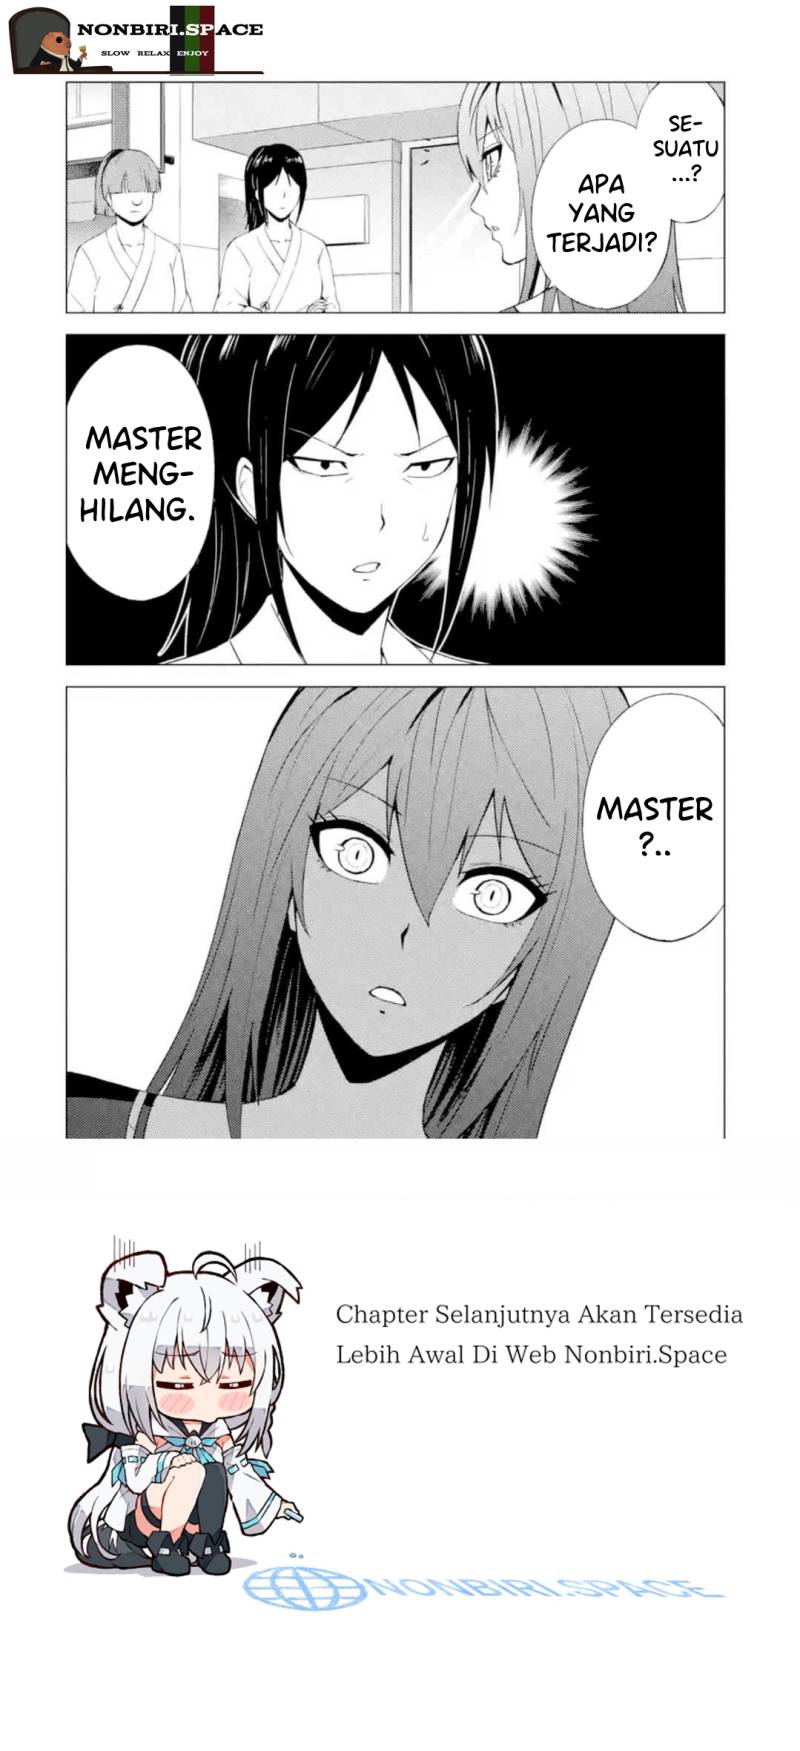 NONBIRI.SPACE
SLOW RELAX ENJOY
SE-
SUATU
...?
APA
YANG
TERJADI?
MASTER
MENG-
HILANG.
MASTER
?..
Chapter Selanjutnya Akan Tersedia
Lebih Awal Di Web Nonbiri.Space
NONBIRI.SPACE